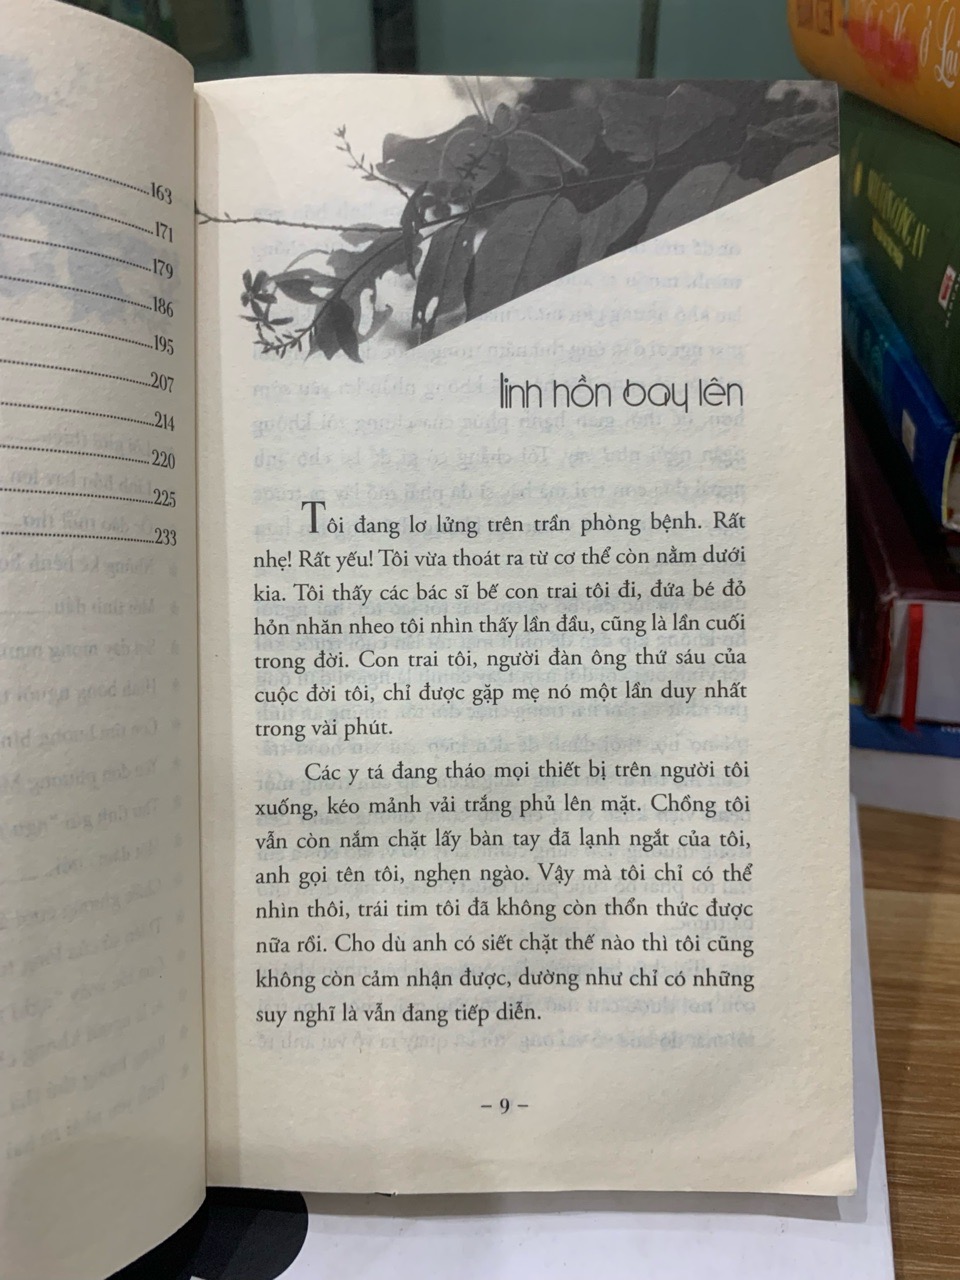 163
171
179
186
195
207
214
220
225
233
linh hồn bay lên
Tôi đang lơ lửng trên trần phòng bệnh. Rất
nhẹ! Rất yếu! Tôi vừa thoát ra từ cơ thể còn nằm dưới
kia. Tôi thấy các bác sĩ bế con trai tôi đi, đứa bé đỏ
hỏn nhăn nheo tôi nhìn thấy lần đầu, cũng là lần cuối
trong đời. Con trai tôi, người đàn ông thứ sáu của
cuộc đời tôi, chỉ được gặp mẹ nó một lần duy nhất
trong vài phút.
Các y tá đang tháo mọi thiết bị trên người tôi
xuống, kéo mảnh vải trắng phủ lên mặt. Chồng tôi
vẫn còn nắm chặt lấy bàn tay đã lạnh ngắt của tôi,
anh gọi tên tôi, nghẹn ngào. Vậy mà tôi chỉ có thể
nhìn thôi, trái tim tôi đã không còn thổn thức được
nữa rồi. Cho dù anh có siết chặt thế nào thì tôi cũng
không còn cảm nhận được, dường như chỉ có những
suy nghĩ là vẫn đang tiếp diễn.
– 9 –